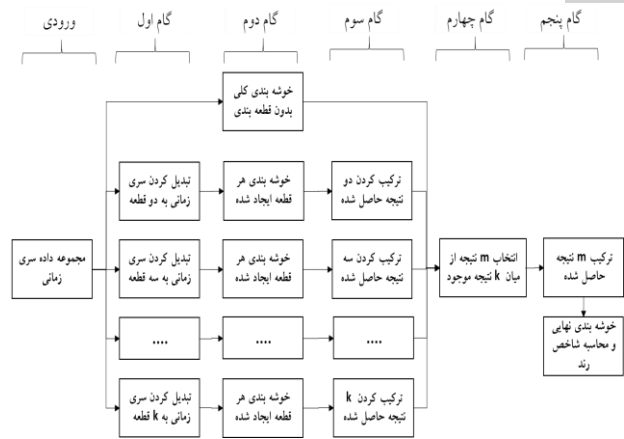 ورودی
گام اول
گام دوم
گام سوم
گام چهارم
گام پنجم
خوشه بندی کلی
بدون قطعه بندی
تبدیل کردن سری
زمانی به دو قطعه
خوشه بندی هر
قطعه ایجاد شده
ترکیب کردن دو
نتیجه حاصل شده
مجموعه داده سری
زمانی
تبدیل کردن سری
زمانی به سه قطعه
خوشه بندی هر
قطعه ایجاد شده
ترکیب کردن سه
نتیجه حاصل شده
انتخاب m نتیجه از
میان k نتیجه موجود
ترکیب m نتیجه
حاصل شده
....
....
....
خوشه بندی نهایی
و محاسبه شاخص
رند
تبدیل کردن سری
زمانی به k قطعه
خوشه بندی هر
قطعه ایجاد شده
ترکیب کردن k
نتیجه حاصل شده